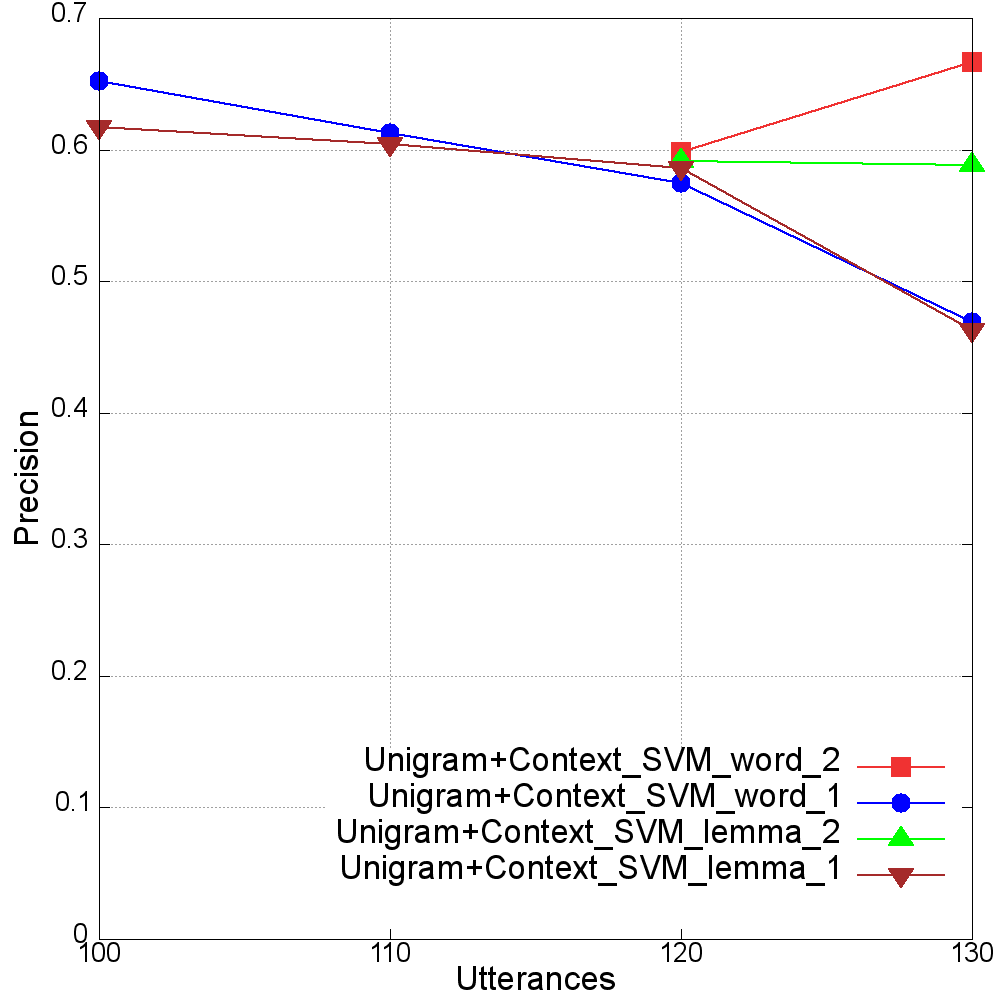 0.7
0.6
0.5
0.4
0.3
0.2
0.1
0
Precision
Unigram+Context_SVM_word_2
Unigram+Context_SVM_word_1
Unigram+Context_SVM_lemma_2
Unigram+Context_SVM_lemma_1
100 110 120 130
Utterances